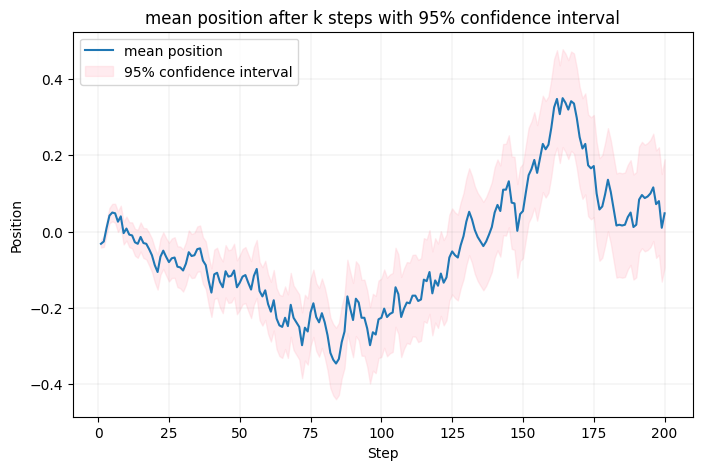 mean position after k steps with 95% confidence interval
mean position
95% confidence interval
Position
0.4
0.2
0.0
−0.2
−0.4
0
25
50
75
100
125
150
175
200
Step